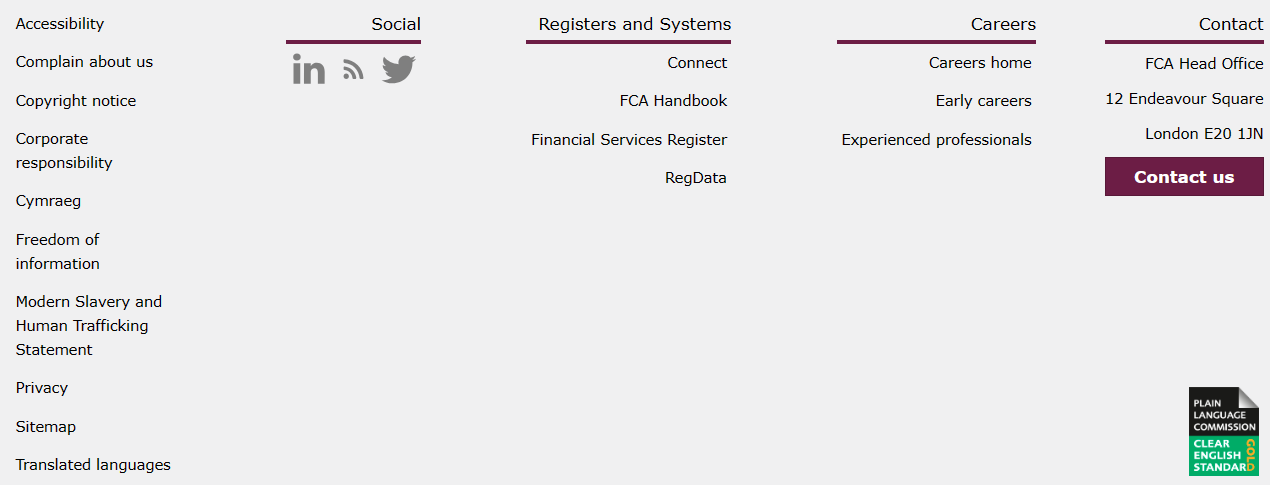 Accessibility
Complain about us
Copyright notice
Corporate
responsibility
Cymraeg
Freedom of
information
Modern Slavery and
Human Trafficking
Statement
Privacy
Sitemap
Translated languages
Social
in
Registers and Systems
Connect
FCA Handbook
Financial Services Register
RegData
Careers
Careers home
Early careers
Experienced professionals
Contact
FCA Head Office
12 Endeavour Square
London E20 1JN
Contact us
PLAIN
LANGUAGE
COMMISSION
CLEAR
ENGLISH
STANDARD
GOLD